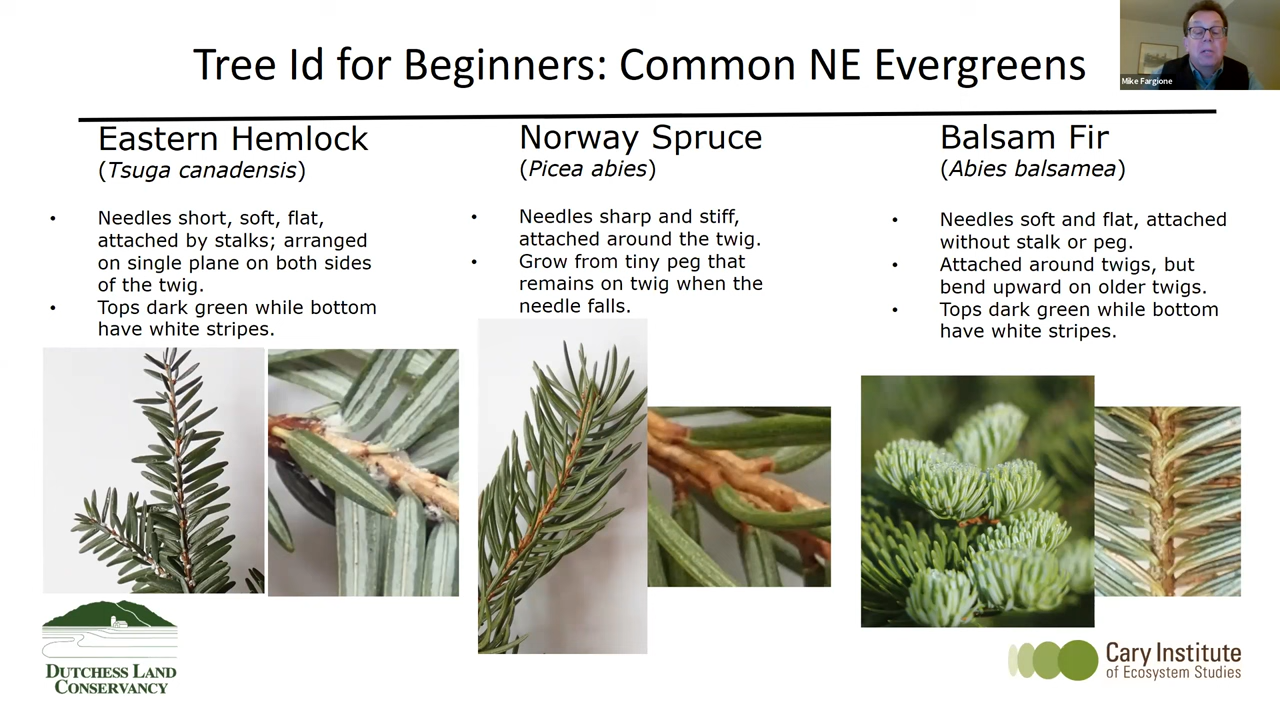 Tree Id for Beginners: Common NE Evergreens
Mike Fargione
Eastern Hemlock
(Tsuga canadensis)
• Needles short, soft, flat,
attached by stalks; arranged
on single plane on both sides
of the twig.
• Tops dark green while bottom
have white stripes.
Norway Spruce
(Picea abies)
• Needles sharp and stiff,
attached around the twig.
• Grow from tiny peg that
remains on twig when the
needle falls.
Balsam Fir
(Abies balsamea)
• Needles soft and flat, attached
without stalk or peg.
• Attached around twigs, but
bend upward on older twigs.
• Tops dark green while bottom
have white stripes.
DUTCHESS LAND
CONSERVANCY
Cary Institute
of Ecosystem Studies